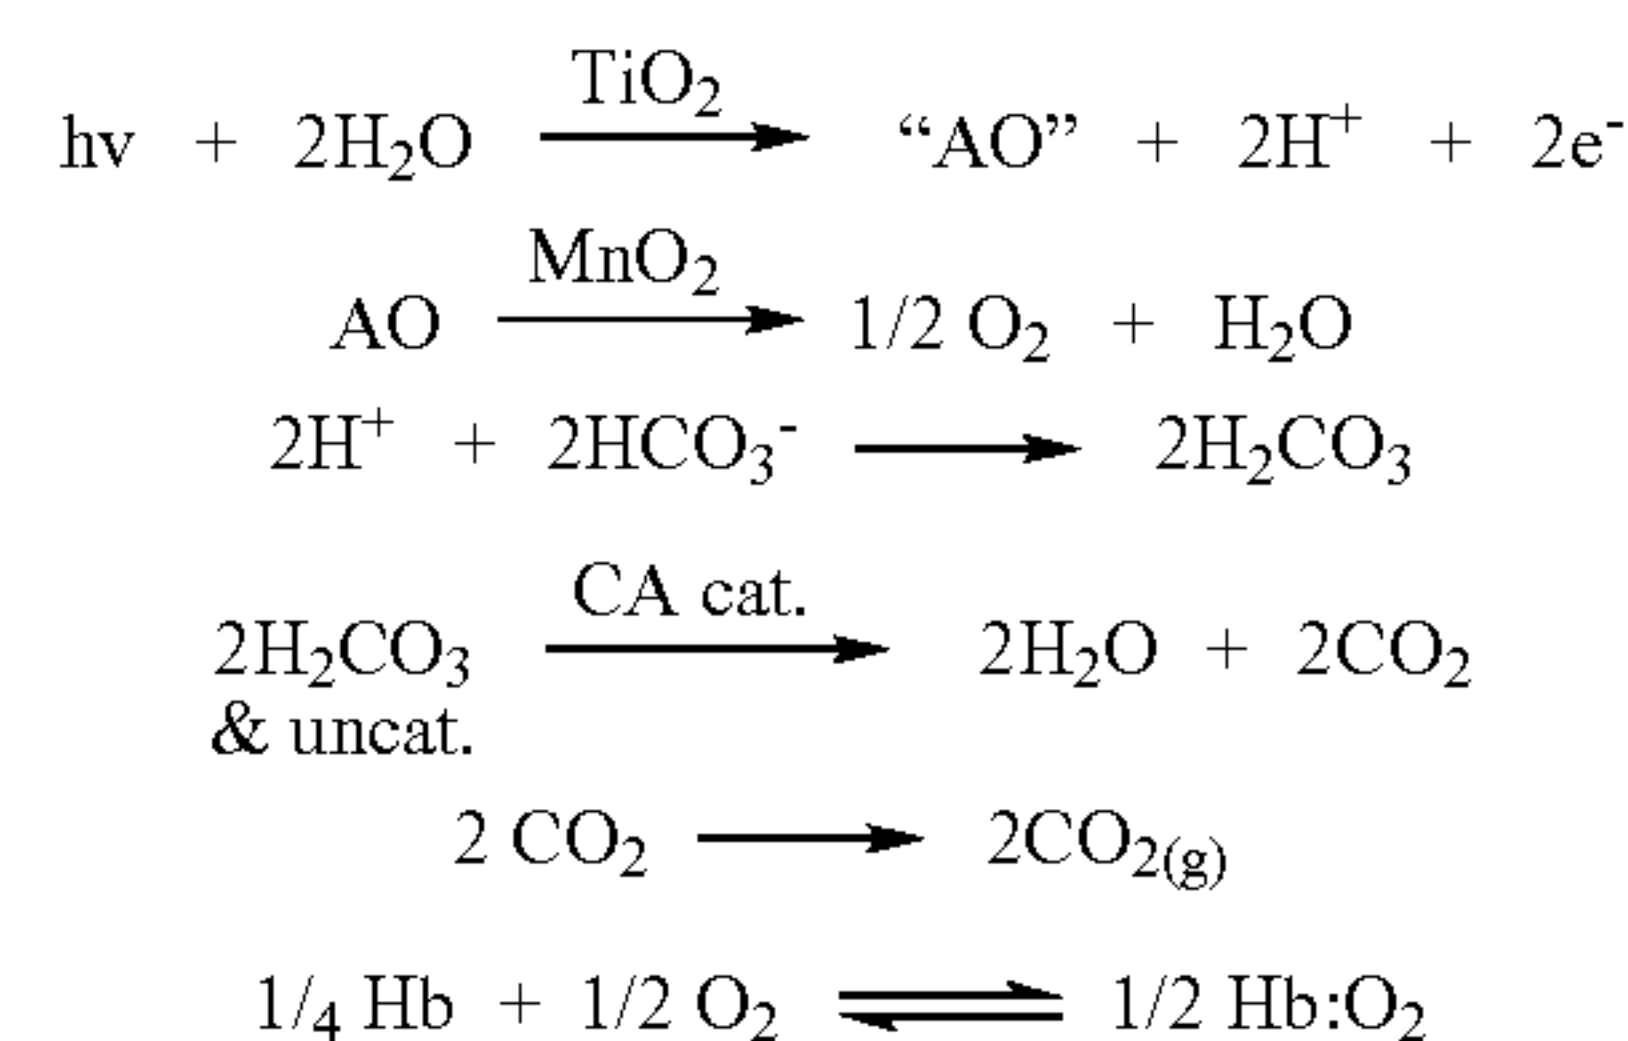 TiO₂
hν + 2H₂O ⟶ “AO” + 2H⁺ + 2e⁻
MnO₂
AO ⟶ 1/2 O₂ + H₂O
2H⁺ + 2HCO₃⁻ ⟶ 2H₂CO₃
CA cat.
2H₂CO₃ ⟶ 2H₂O + 2CO₂
& uncat.
2 CO₂ ⟶ 2CO₂₍g₎
1/₄ Hb + 1/2 O₂ ⇌ 1/2 Hb:O₂